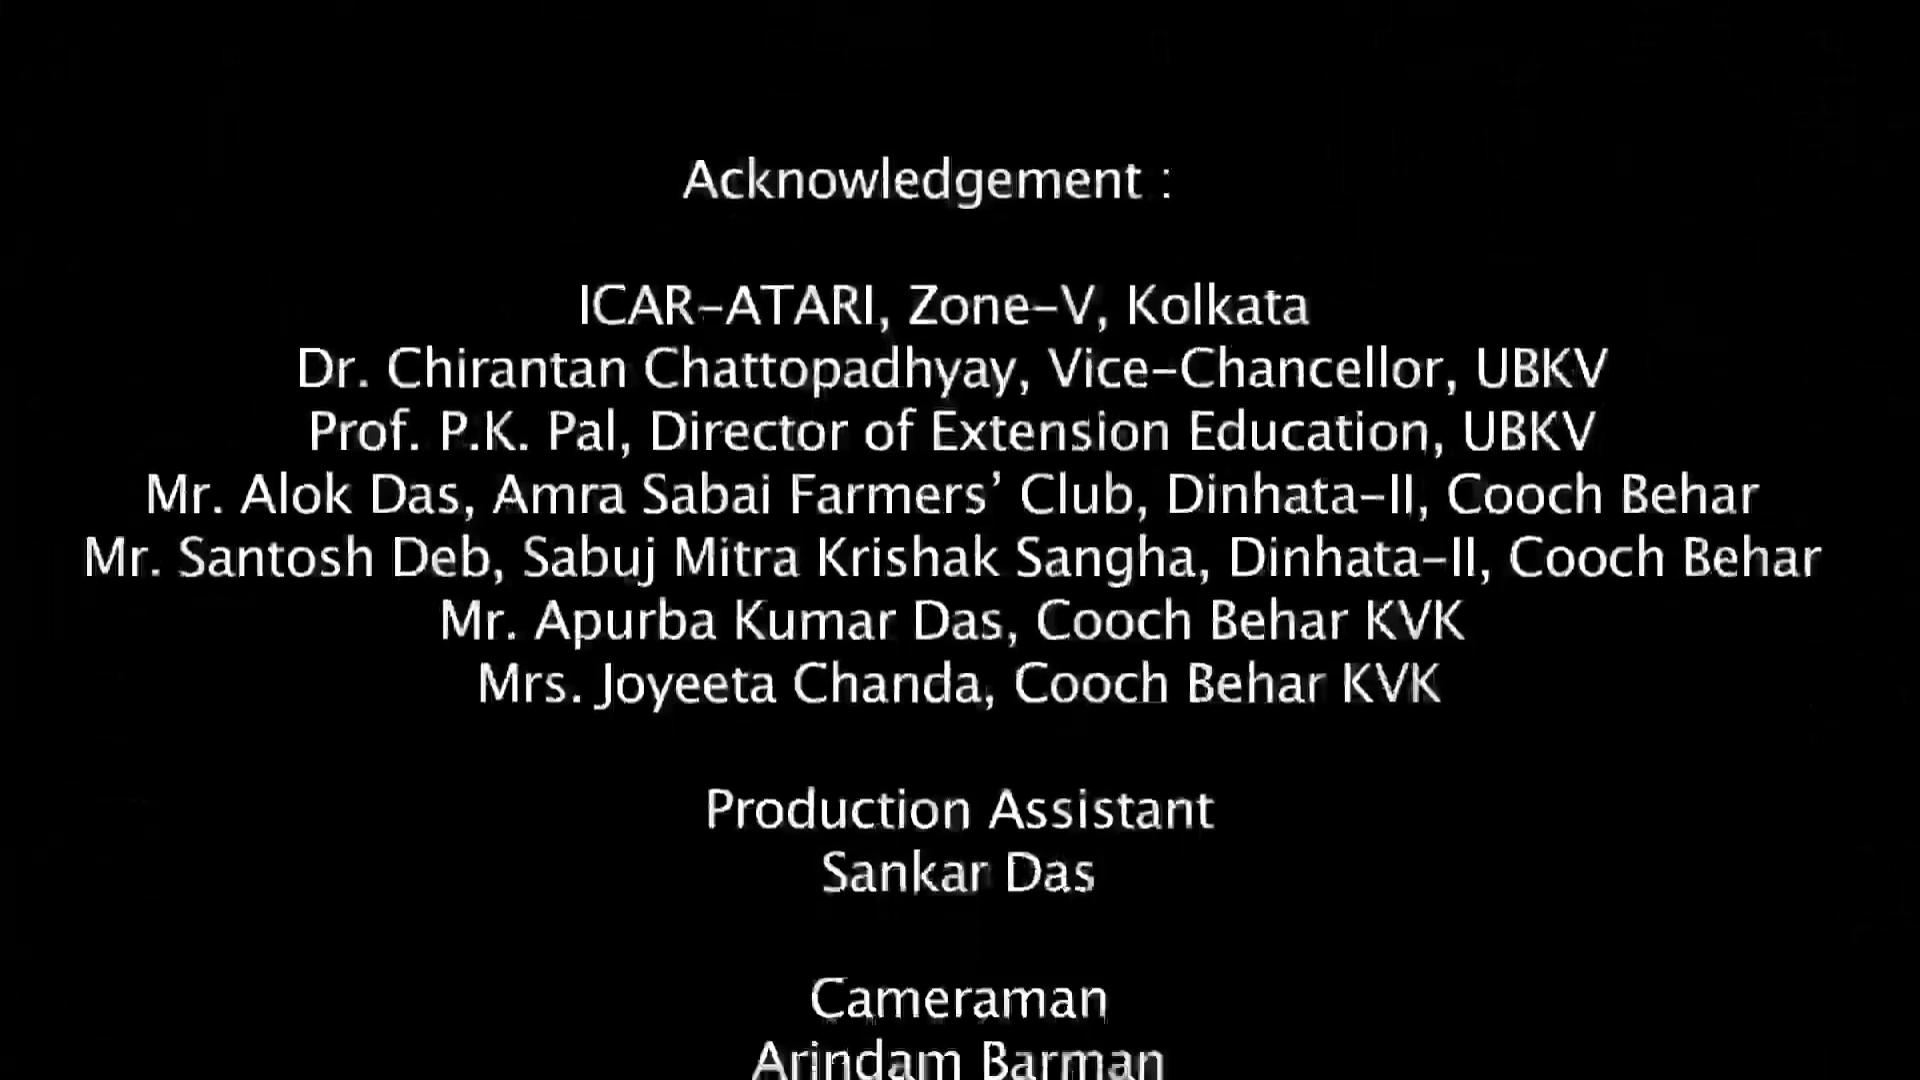 Acknowledgement :
ICAR-ATARI, Zone-V, Kolkata
Dr. Chirantan Chattopadhyay, Vice-Chancellor, UBKV
Prof. P.K. Pal, Director of Extension Education, UBKV
Mr. Alok Das, Amra Sabai Farmers’ Club, Dinhata-II, Cooch Behar
Mr. Santosh Deb, Sabuj Mitra Krishak Sangha, Dinhata-II, Cooch Behar
Mr. Apurba Kumar Das, Cooch Behar KVK
Mrs. Joyeeta Chanda, Cooch Behar KVK
Production Assistant
Sankar Das
Cameraman
Arindam Barman